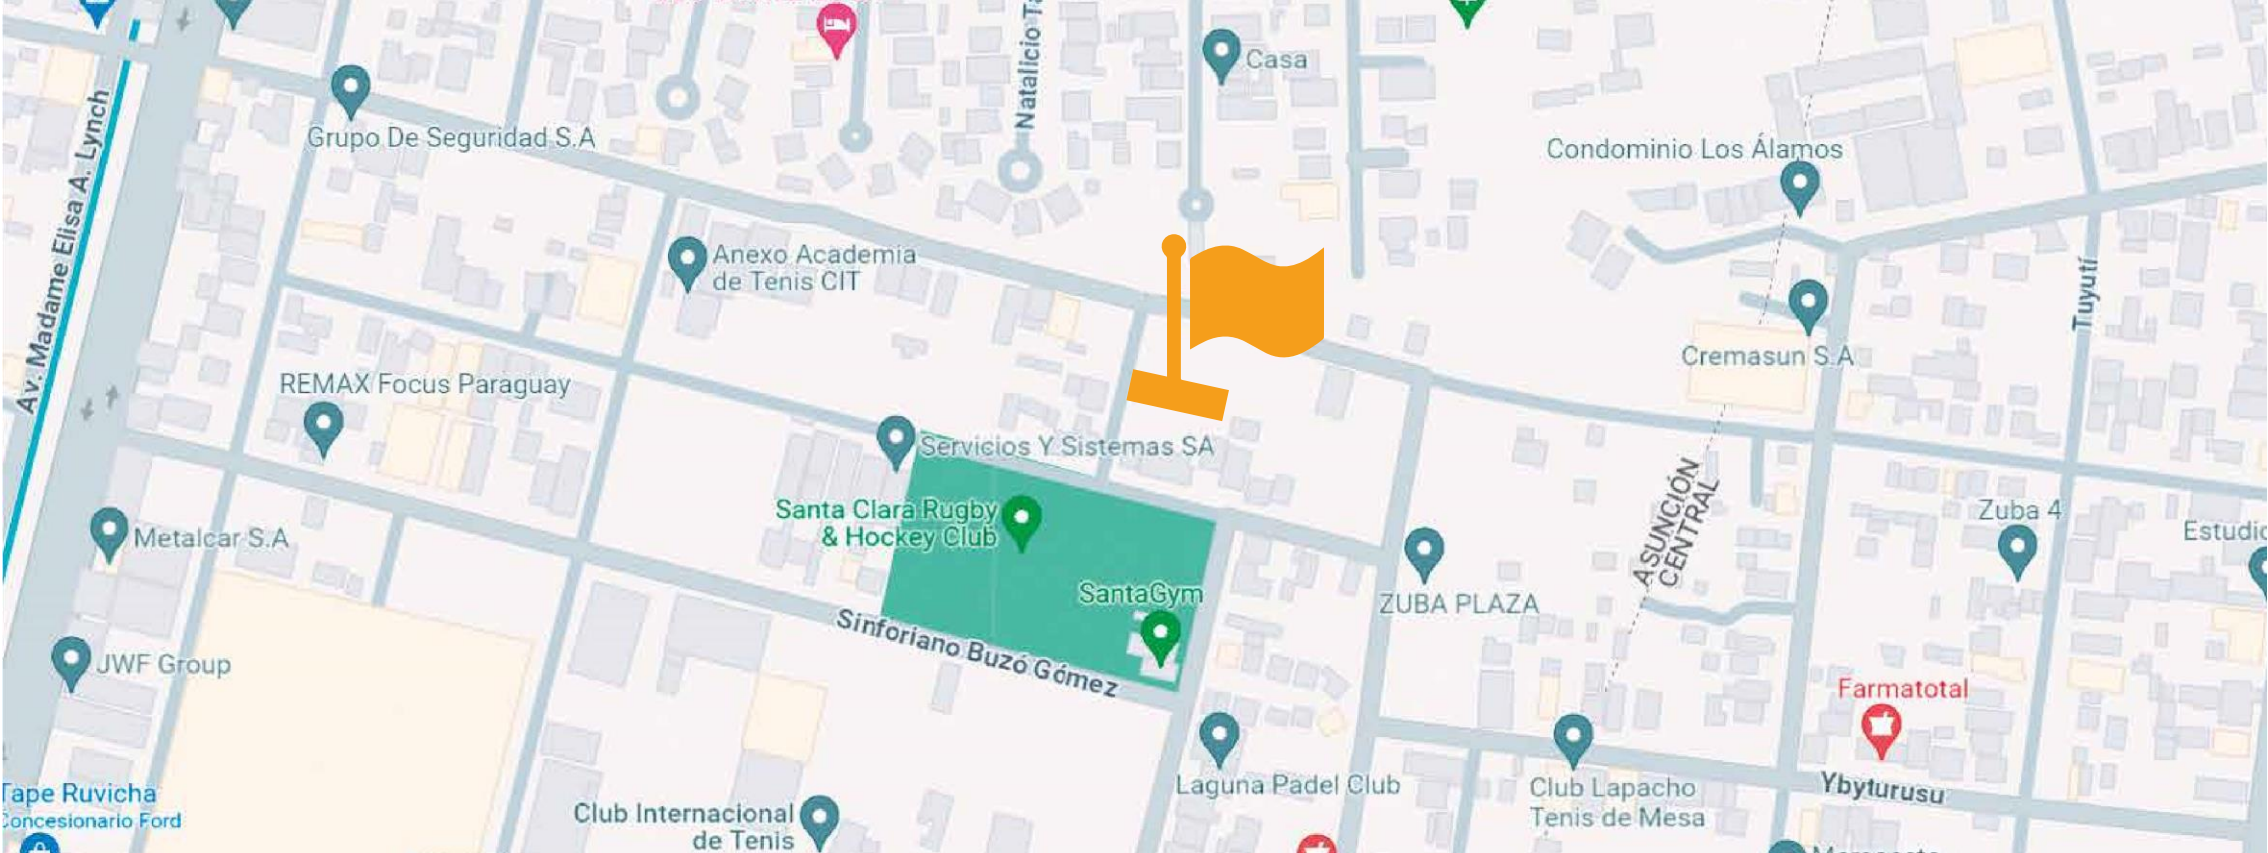 Natalicio Ta
Casa
Av. Madame Elisa A. Lynch
Grupo De Seguridad S.A
Condominio Los Álamos
Anexo Academia
de Tenis CIT
Tuyutí
Cremasun S.A
REMAX Focus Paraguay
Servicios Y Sistemas SA
Santa Clara Rugby
& Hockey Club
ASUNCIÓN
CENTRAL
Zuba 4
Estudio
Metalcar S.A
SantaGym
ZUBA PLAZA
Sinforiano Buzó Gómez
JWF Group
Farmatotal
Laguna Padel Club
Club Lapacho
Tenis de Mesa
Ybyturusu
Tape Ruvicha
Concesionario Ford
Club Internacional
de Tenis